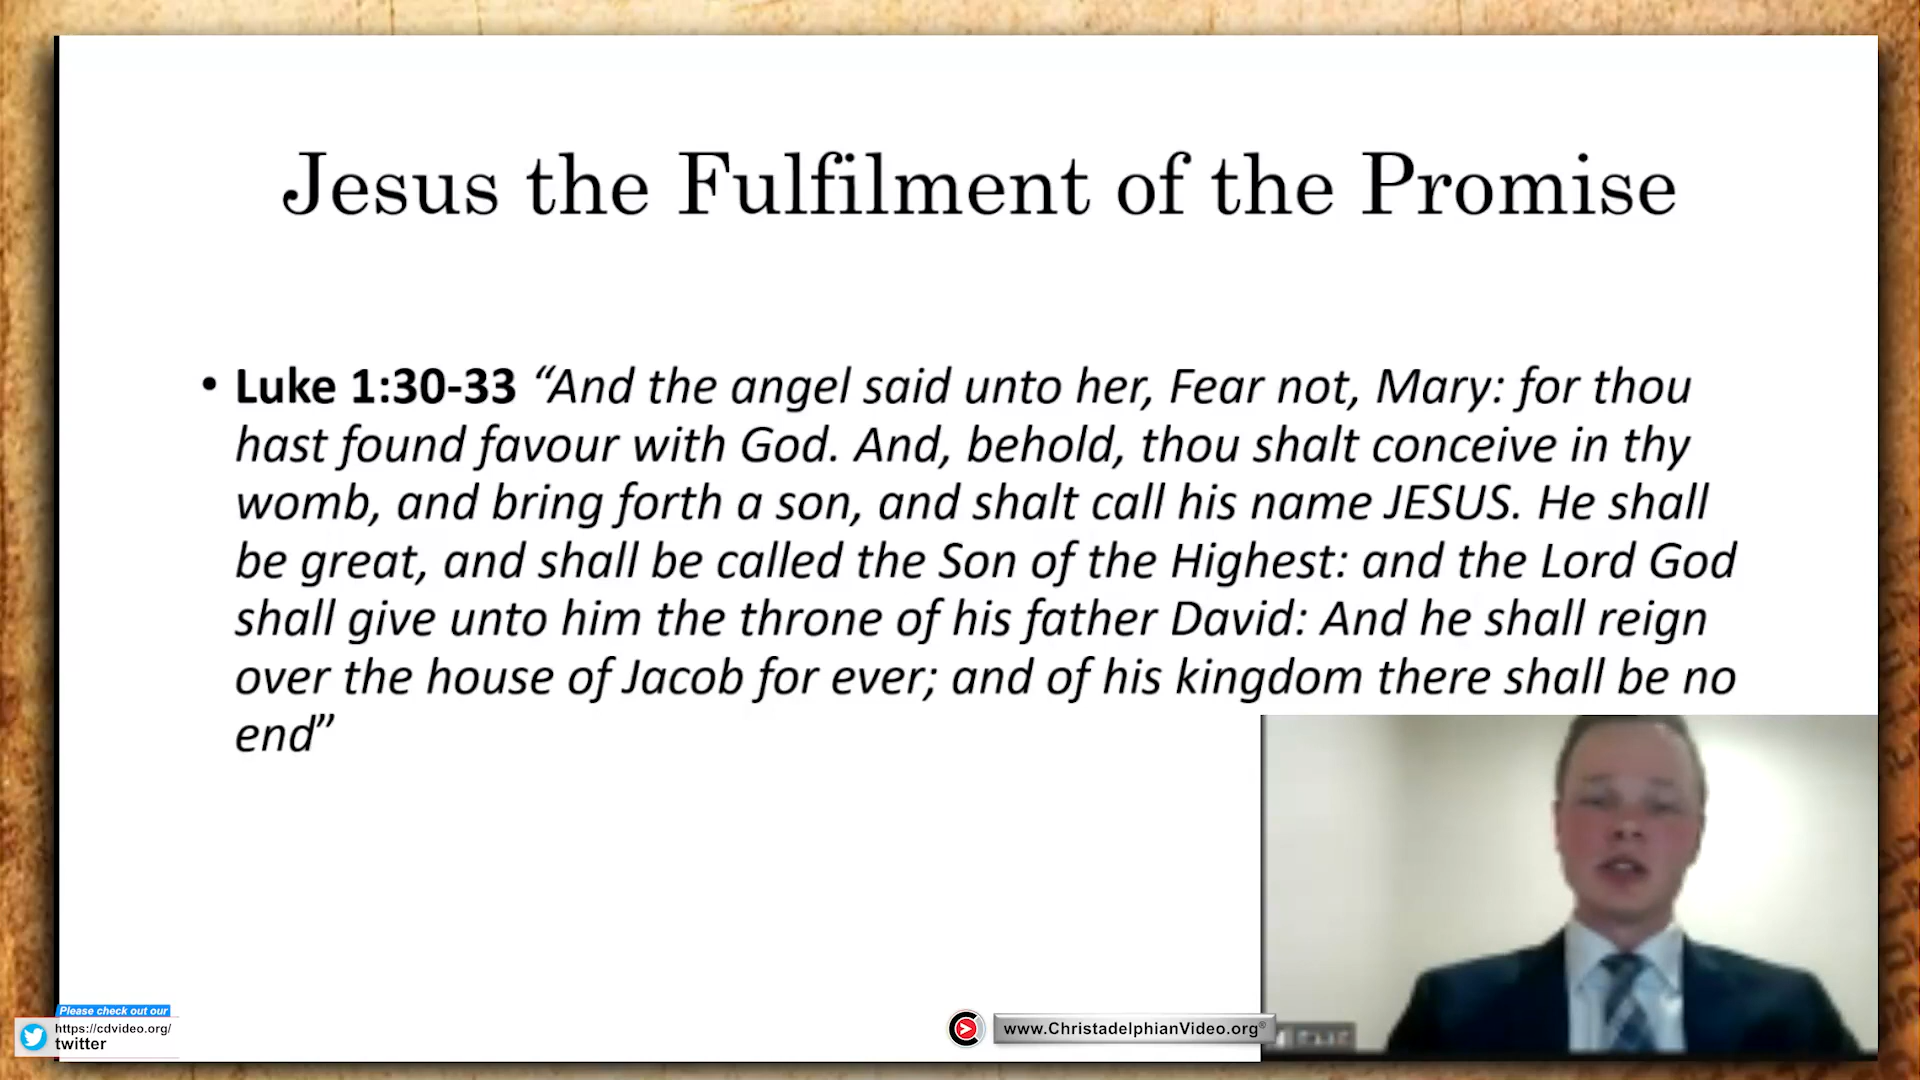 Jesus the Fulfilment of the Promise
• Luke 1:30-33 “And the angel said unto her, Fear not, Mary: for thou
hast found favour with God. And, behold, thou shalt conceive in thy
womb, and bring forth a son, and shalt call his name JESUS. He shall
be great, and shall be called the Son of the Highest: and the Lord God
shall give unto him the throne of his father David: And he shall reign
over the house of Jacob for ever; and of his kingdom there shall be no
end”
Please check out our
https://cdvideo.org/
twitter
www.ChristadelphianVideo.org®